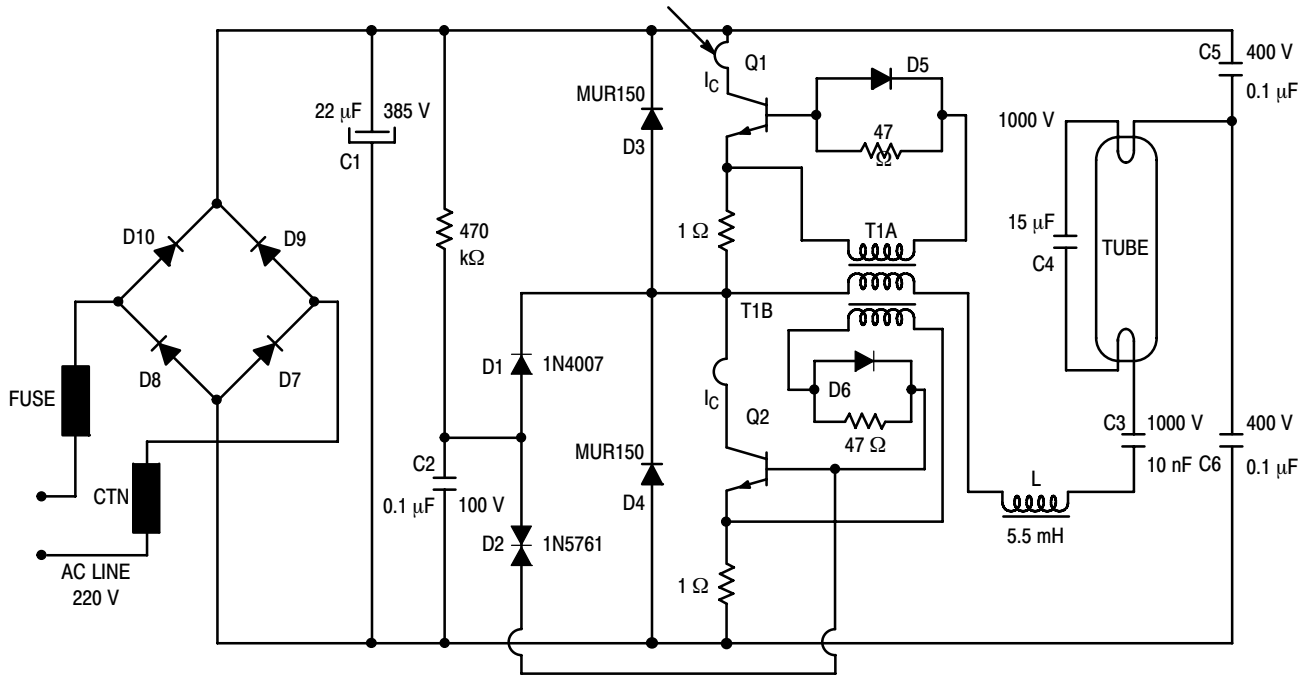 Q1
D5
C5
400 V
0.1 µF
IC
MUR150
D3
22 µF
385 V
C1
47
Ω
1000 V
D10
D9
470
kΩ
1 Ω
T1A
15 µF
C4
TUBE
T1B
D1
1N4007
D8
D7
FUSE
D6
IC
Q2
47 Ω
C3
1000 V
10 nF
C6
400 V
0.1 µF
MUR150
D4
C2
0.1 µF
100 V
CTN
L
5.5 mH
D2
1N5761
AC LINE
220 V
1 Ω